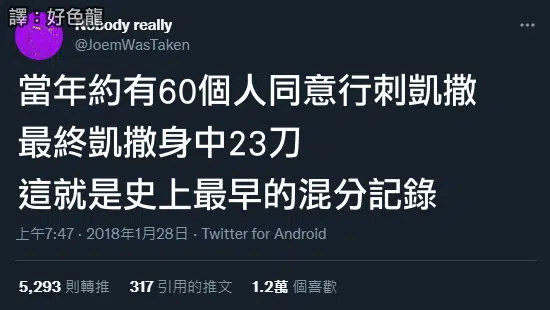 譯：好色龍
Nobody really
@JoemWasTaken
當年約有60個人同意行刺凱撒
最終凱撒身中23刀
這就是史上最早的混分記錄
上午7:47 · 2018年1月28日 · Twitter for Android
5,293 則轉推 317 引用的推文 1.2萬 個喜歡